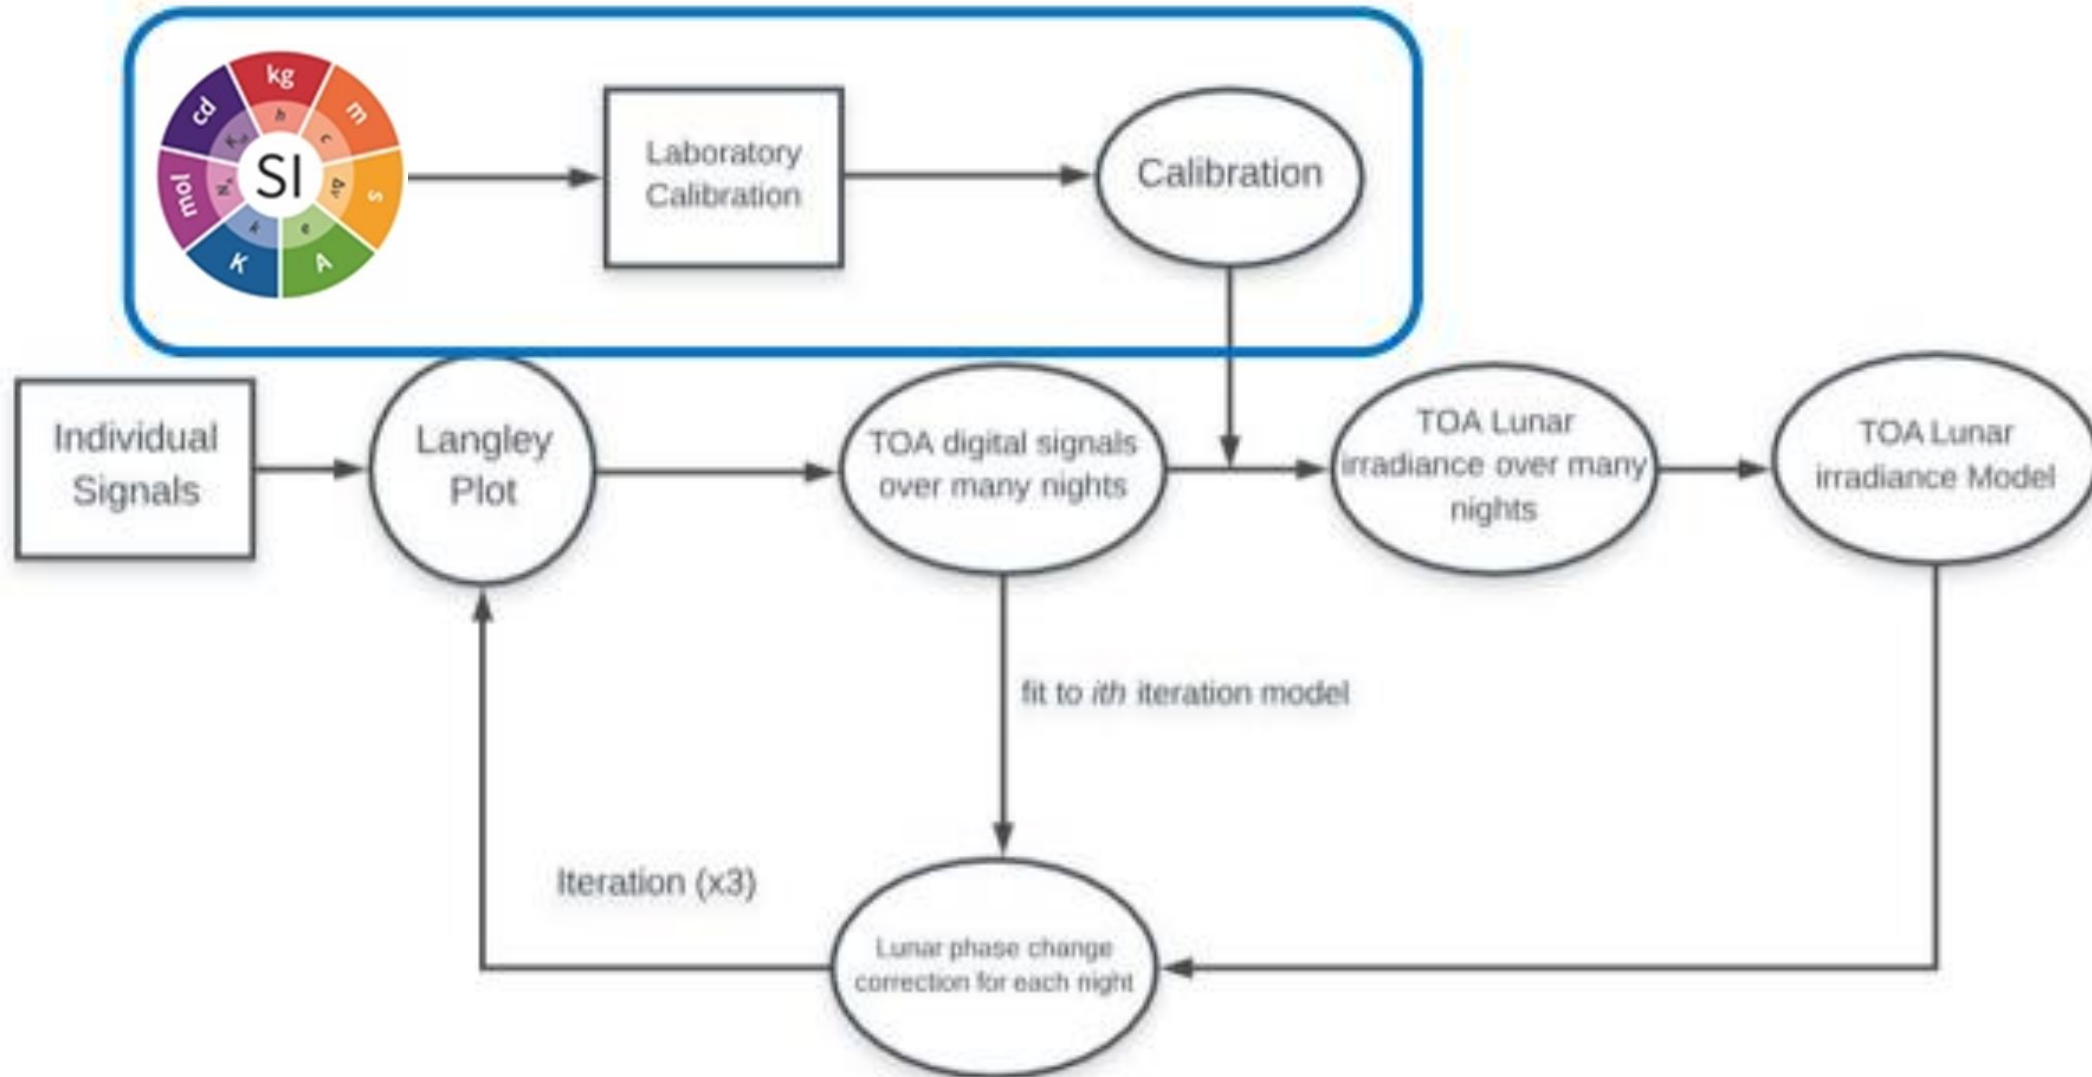 kg
m
s
A
K
mol
cd
h
c
Δν
e
k
N
K
SI
Laboratory
Calibration
Calibration
Individual
Signals
Langley
Plot
TOA digital signals
over many nights
TOA Lunar
irradiance over many
nights
TOA Lunar
irradiance Model
fit to ith iteration model
Iteration (x3)
Lunar phase change
correction for each night